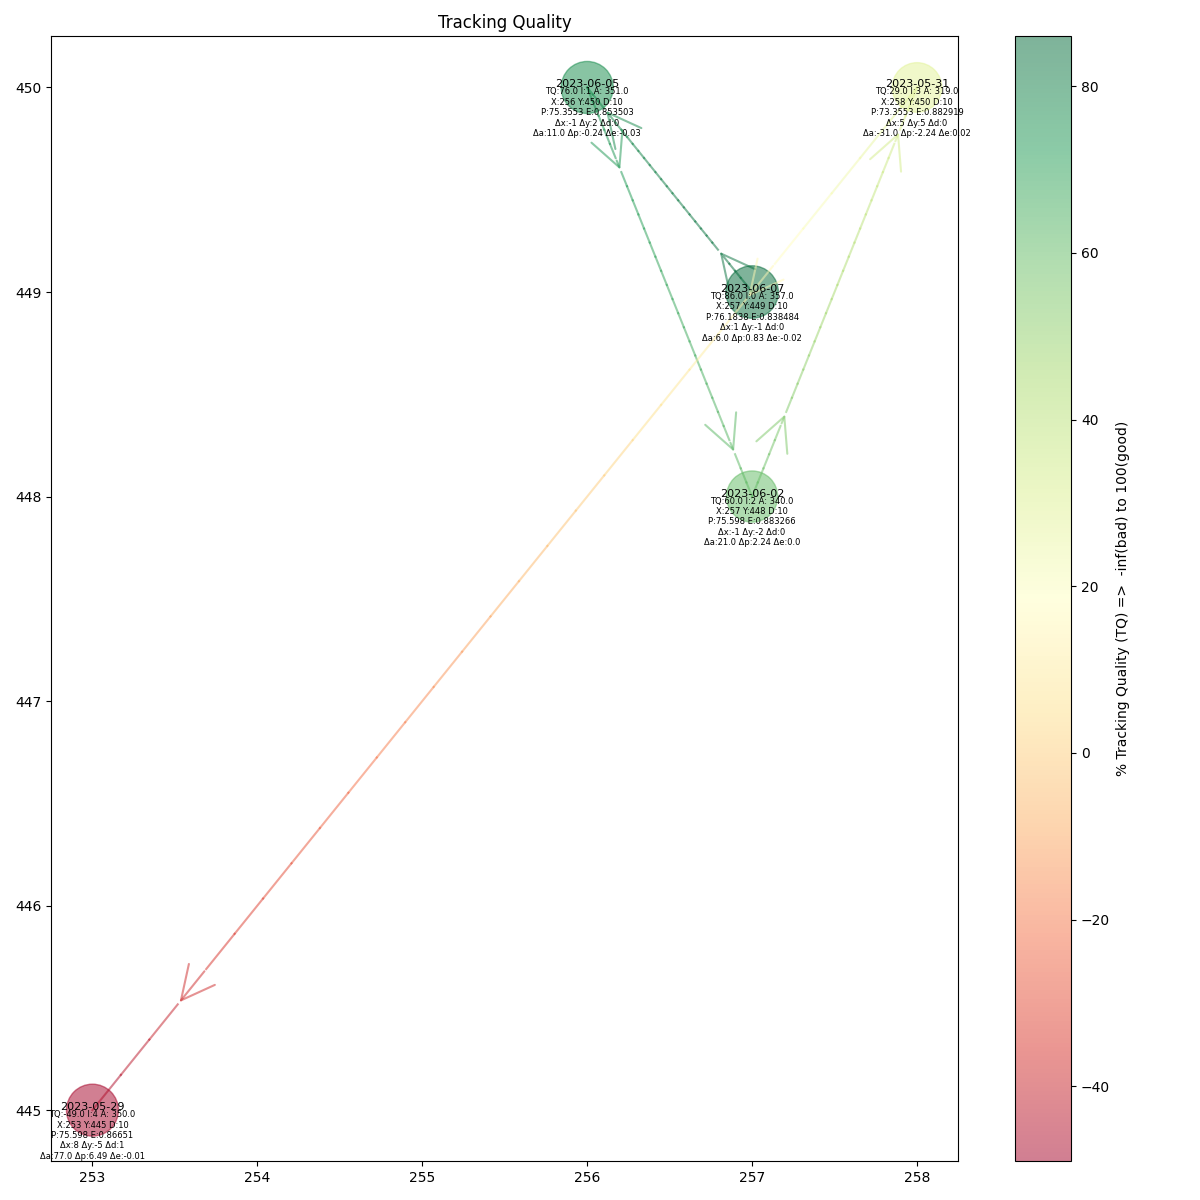 Tracking Quality
450
449
448
447
446
445
253
254
255
256
257
258
2023-06-05
TQ:76.0 I:1 A: 351.0
X:256 Y:450 D:10
P:75.3553 E:0.853503
Δx:-1 Δy:2 Δd:0
Δa:11.0 Δp:-0.24 Δe:-0.03
2023-05-31
TQ:29.0 I:3 A: 319.0
X:258 Y:450 D:10
P:73.3553 E:0.882919
Δx:5 Δy:5 Δd:0
Δa:-31.0 Δp:-2.24 Δe:0.02
2023-06-07
TQ:86.0 I:0 A: 357.0
X:257 Y:449 D:10
P:76.1838 E:0.838484
Δx:1 Δy:-1 Δd:0
Δa:6.0 Δp:0.83 Δe:-0.02
2023-06-02
TQ:60.0 I:2 A: 340.0
X:257 Y:448 D:10
P:75.598 E:0.883266
Δx:-1 Δy:-2 Δd:0
Δa:21.0 Δp:2.24 Δe:0.0
2023-05-29
TQ:-49.0 I:4 A: 350.0
X:253 Y:445 D:10
P:75.598 E:0.86651
Δx:8 Δy:-5 Δd:1
Δa:77.0 Δp:6.49 Δe:-0.01
80
60
40
20
0
−20
−40
% Tracking Quality (TQ) => -inf(bad) to 100(good)